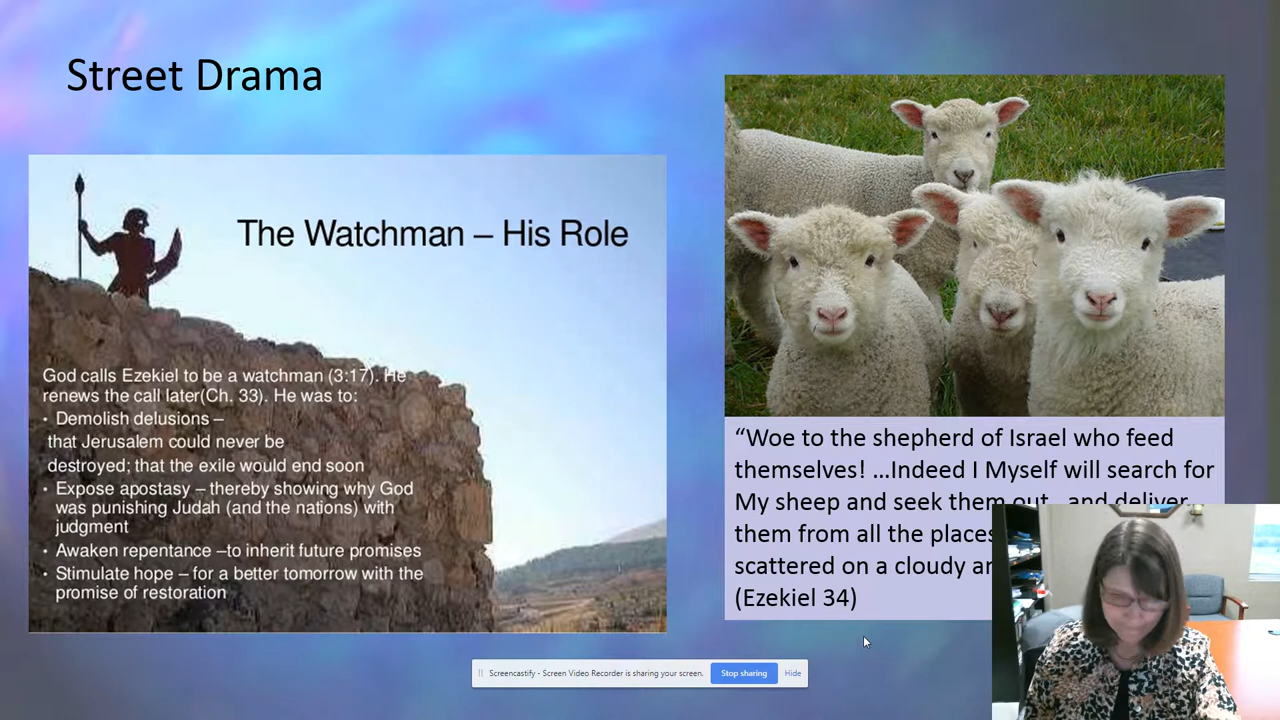 Street Drama
The Watchman – His Role
God calls Ezekiel to be a watchman (3:17). He
renews the call later(Ch. 33). He was to:
• Demolish delusions –
that Jerusalem could never be
destroyed; that the exile would end soon
• Expose apostasy – thereby showing why God
was punishing Judah (and the nations) with
judgment
• Awaken repentance –to inherit future promises
• Stimulate hope – for a better tomorrow with the
promise of restoration
“Woe to the shepherd of Israel who feed
themselves! ...Indeed I Myself will search for
My sheep and seek them out...and deliver
them from all the places
scattered on a cloudy
(Ezekiel 34)
Screencastify - Screen Video Recorder is sharing your screen.
Stop sharing
Hide